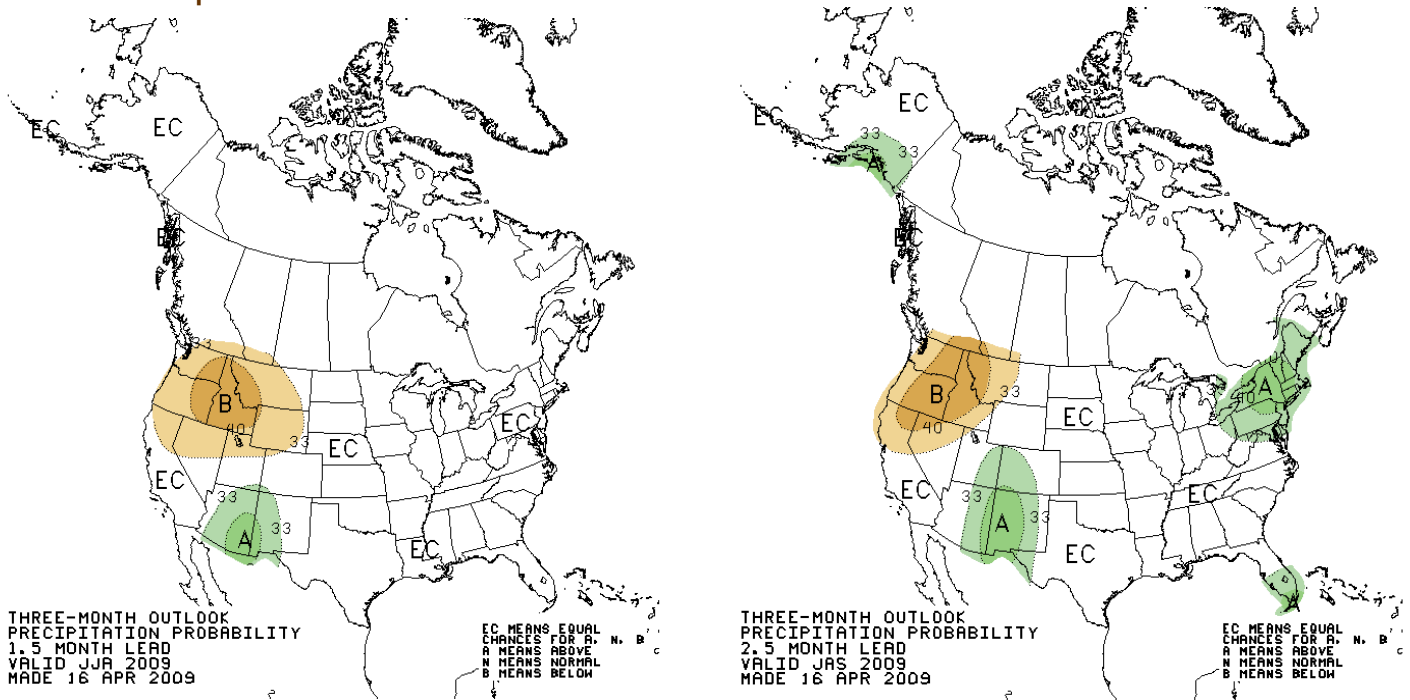 EC
EC
EC
33
B
40
33
EC
EC
EC
33
33
A
EC
THREE-MONTH OUTLOOK
PRECIPITATION PROBABILITY
1.5 MONTH LEAD
VALID JJA 2009
MADE 16 APR 2009
EC MEANS EQUAL
CHANCES FOR A, N, B
A MEANS ABOVE
N MEANS NORMAL
B MEANS BELOW
EC
EC
33
33
A
EC
B
33
40
EC
A
40
EC
33
33
A
EC
EC
A
THREE-MONTH OUTLOOK
PRECIPITATION PROBABILITY
2.5 MONTH LEAD
VALID JAS 2009
MADE 16 APR 2009
EC MEANS EQUAL
CHANCES FOR A, N, B
A MEANS ABOVE
N MEANS NORMAL
B MEANS BELOW